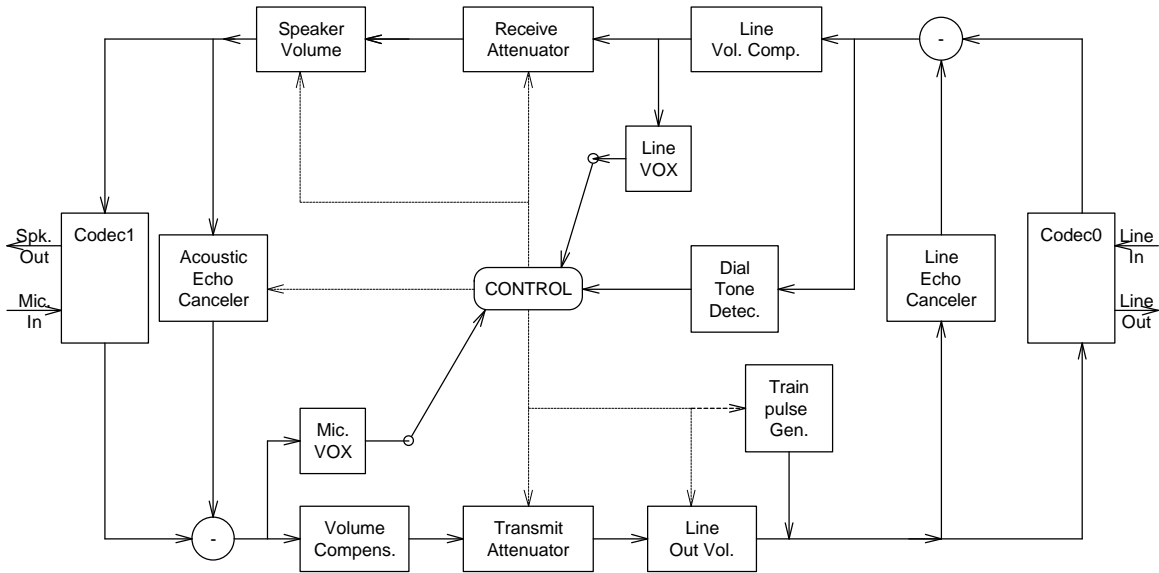 Speaker
Volume
Receive
Attenuator
Line
Vol. Comp.
-
Line
VOX
Spk.
Out
Mic.
In
Codec1
Acoustic
Echo
Canceler
CONTROL
Dial
Tone
Detec.
Line
Echo
Canceler
Codec0
Line
In
Line
Out
Train
pulse
Gen.
Mic.
VOX
-
Volume
Compens.
Transmit
Attenuator
Line
Out Vol.